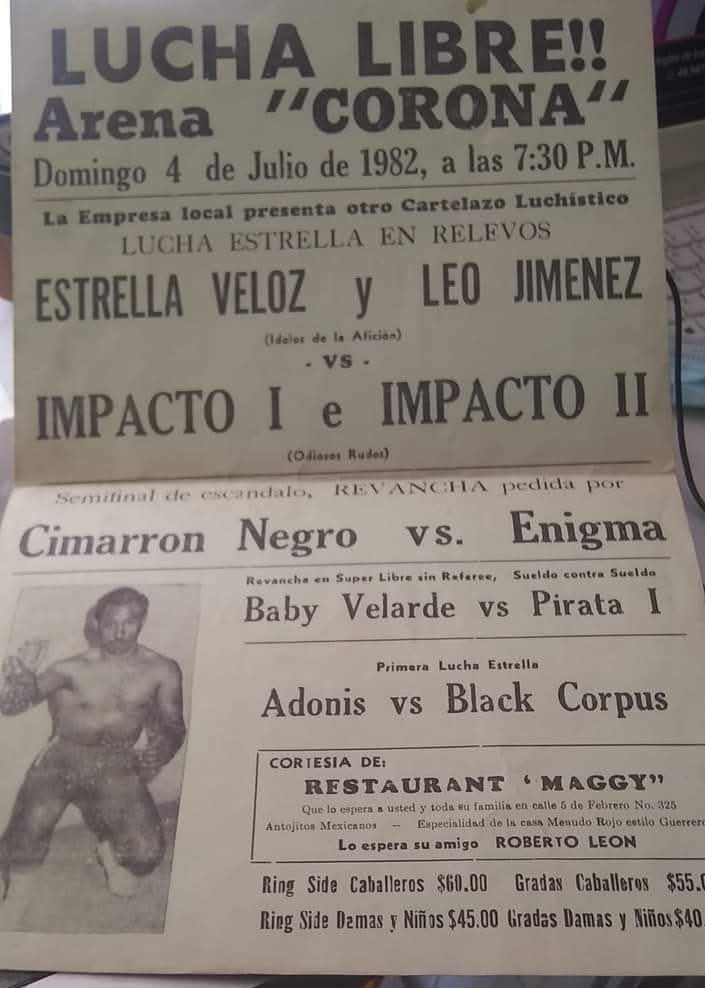 LUCHA LIBRE!!
Arena "CORONA"
Domingo 4 de Julio de 1982, a las 7:30 P.M.
La Empresa local presenta otro Cartelazo Luchístico
LUCHA ESTRELLA EN RELEVOS
ESTRELLA VELOZ y LEO JIMENEZ
(Idolos de la Afición)
- VS -
IMPACTO I e IMPACTO II
(Odiosos Rudos)
Semifinal de escandalo, REVANCHA pedida por
Cimarron Negro vs. Enigma
Revancha en Super Libre sin Referee, Sueldo contra Sueldo
Baby Velarde vs Pirata I
Primera Lucha Estrella
Adonis vs Black Corpus
CORTESIA DE:
RESTAURANT 'MAGGY"
Que lo espera a usted y toda su familia en calle 5 de Febrero No. 325
Antojitos Mexicanos -- Especialidad de la casa Menudo Rojo estilo Guerrero
Lo espera su amigo ROBERTO LEON
Ring Side Caballeros $60.00 Gradas Caballeros $55.0
Ring Side Damas y Niños $45.00 Gradas Damas y Niños $40